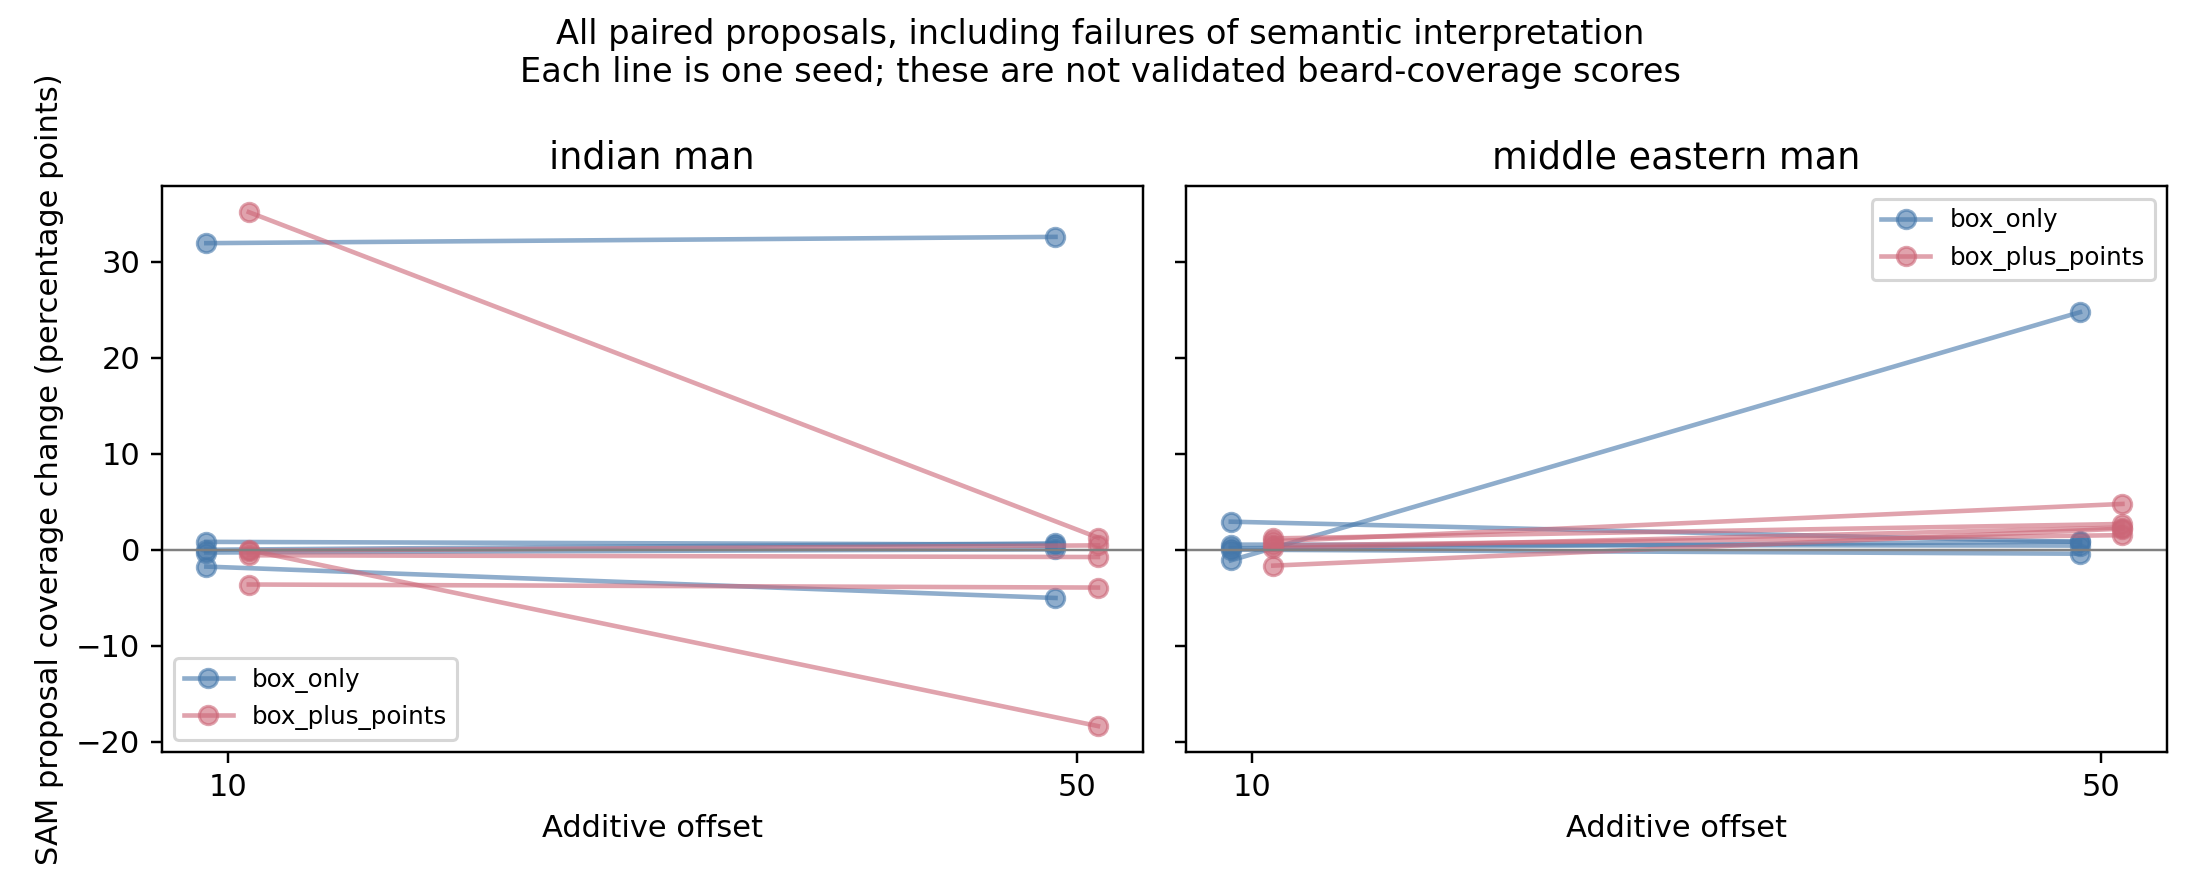 All paired proposals, including failures of semantic interpretation
Each line is one seed; these are not validated beard-coverage scores
SAM proposal coverage change (percentage points)
indian man
30
20
10
0
−10
−20
box_only
box_plus_points
10
50
Additive offset
middle eastern man
box_only
box_plus_points
10
50
Additive offset